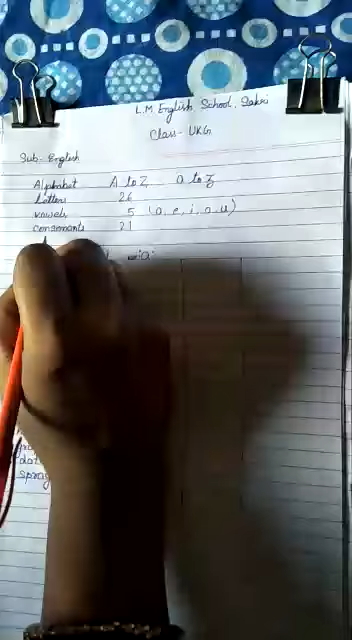 L.M English School, Sakri
Class - UKG
Sub- English
Alphabet A to Z a to z
Letters 26
vowels 5 (a, e, i, o, u)
consonants 21